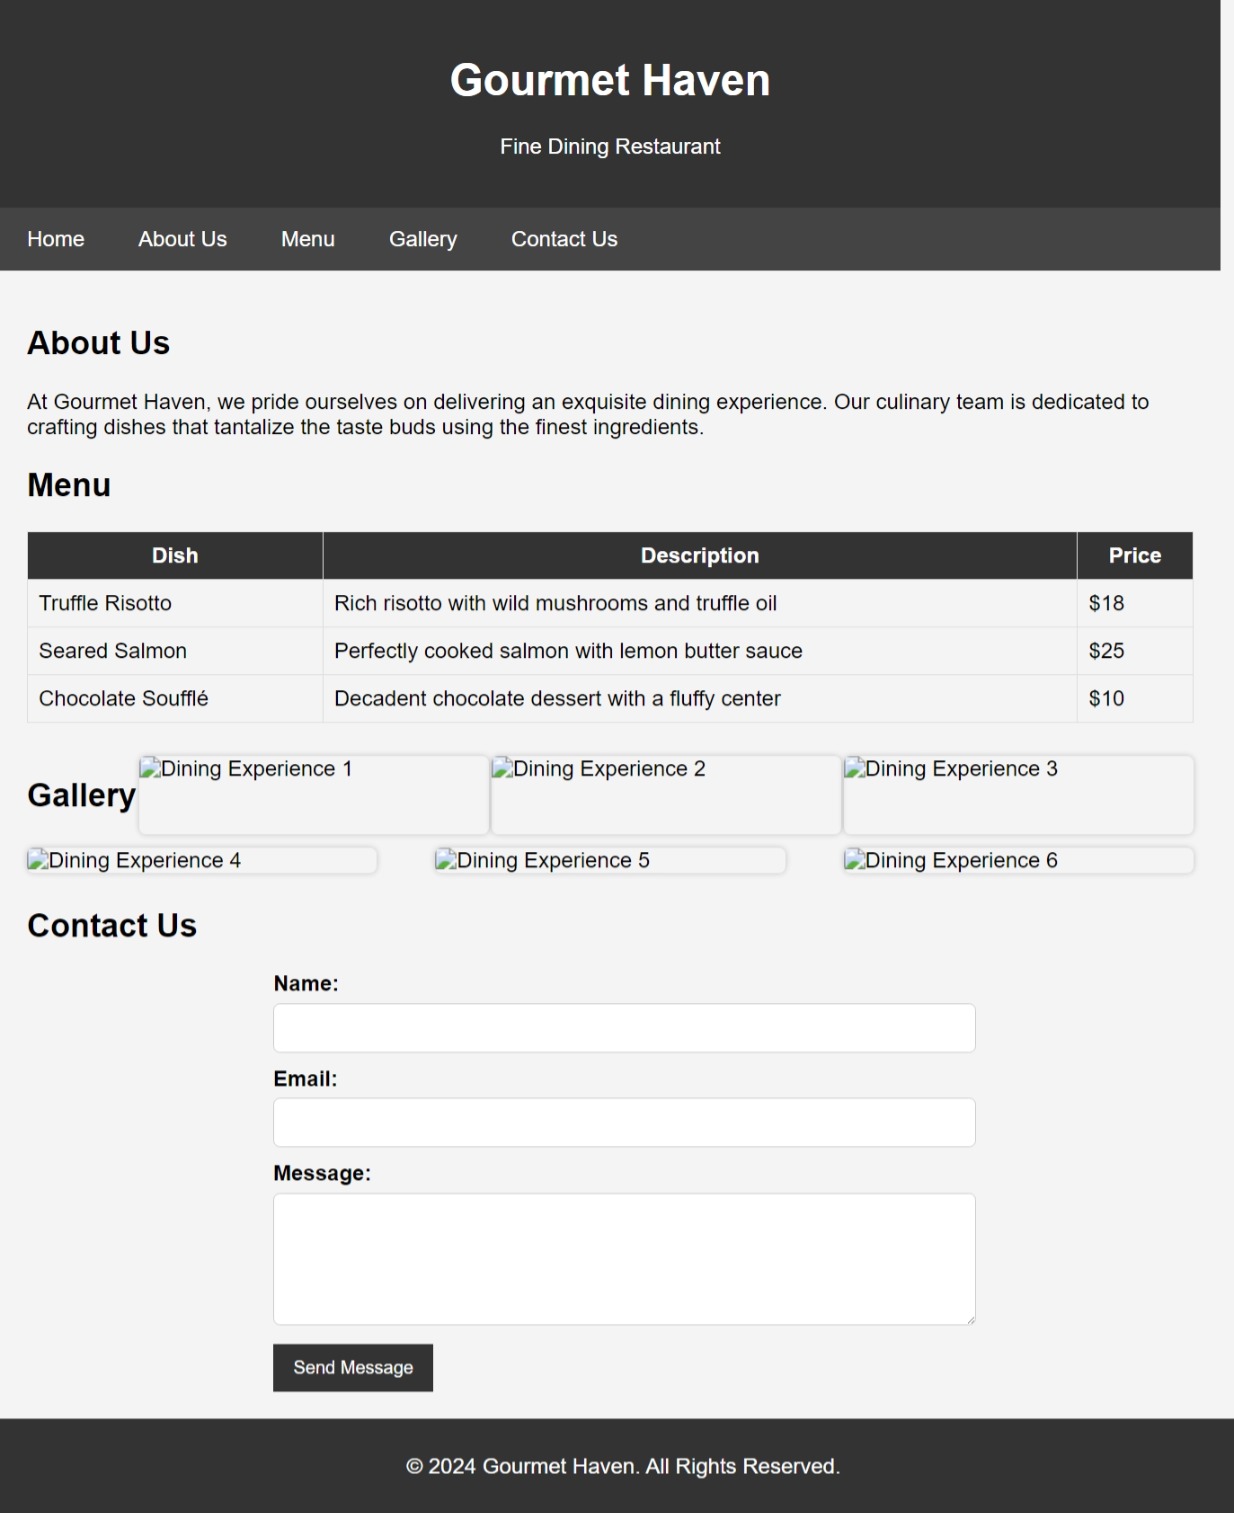 Gourmet Haven
Fine Dining Restaurant
Home About Us Menu Gallery Contact Us
About Us
At Gourmet Haven, we pride ourselves on delivering an exquisite dining experience. Our culinary team is dedicated to
crafting dishes that tantalize the taste buds using the finest ingredients.
Menu
Dish Description Price
Truffle Risotto Rich risotto with wild mushrooms and truffle oil $18
Seared Salmon Perfectly cooked salmon with lemon butter sauce $25
Chocolate Soufflé Decadent chocolate dessert with a fluffy center $10
Gallery Dining Experience 1 Dining Experience 2 Dining Experience 3
Dining Experience 4 Dining Experience 5 Dining Experience 6
Contact Us
Name:
Email:
Message:
Send Message
© 2024 Gourmet Haven. All Rights Reserved.